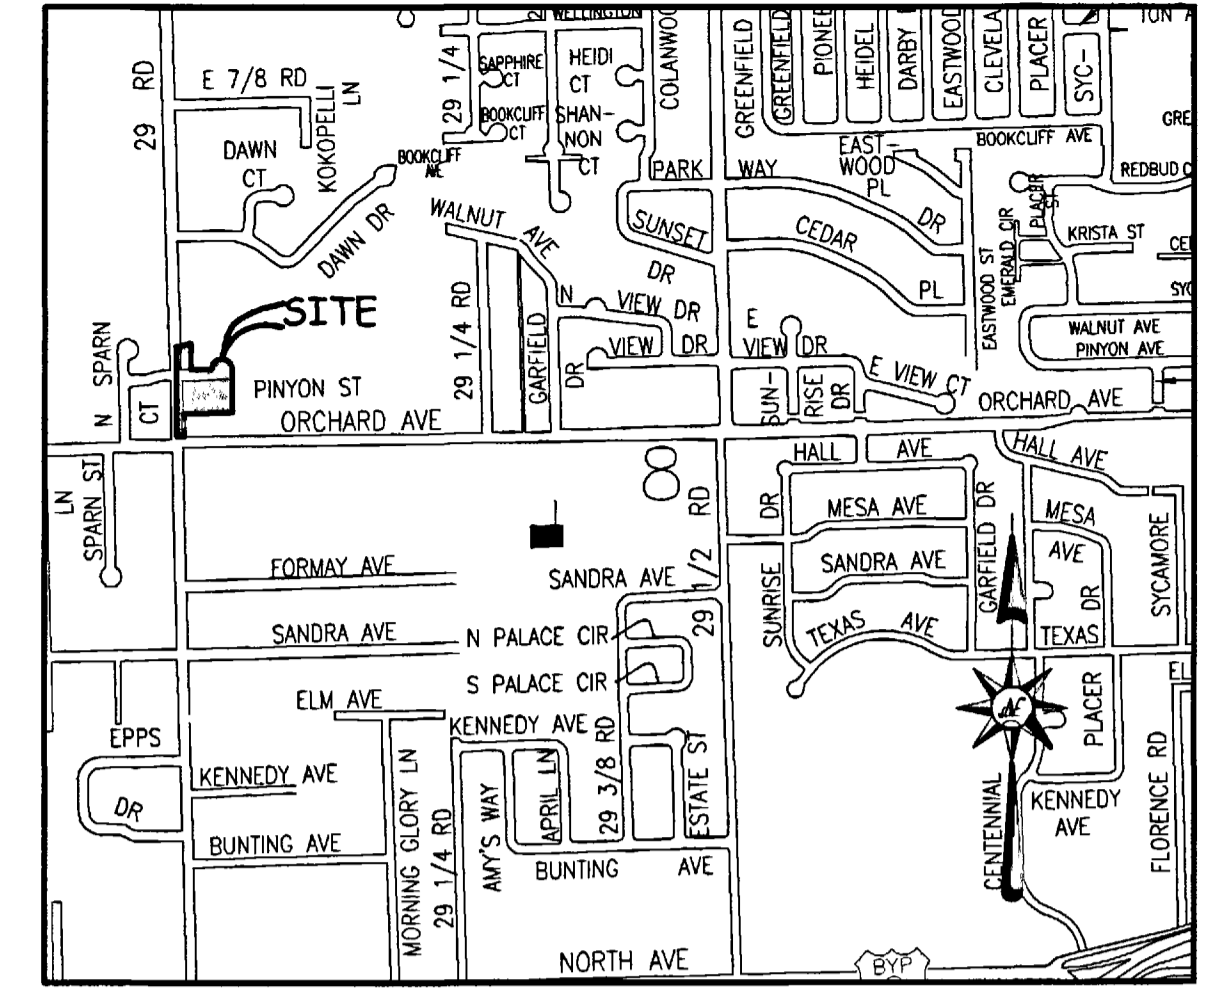 WELLINGTON
29 RD
E 7/8 RD
KOKOPELLI
LN
29 1/4
SAPPHIRE
CT
BOOKCLIFF
CT
HEIDI
CT
SHAN-
NON
CT
GREENFIELD
GREENFIELD
HEIDEL
DARBY
EASTWOOD
PLACER
SYC-
BOOKCLIFF AVE
DAWN
CT
BOOKCLIFF
AVE
DAWN DR
WALNUT AVE
PARK WAY
DR
EAST-
WOOD
PL
PLACER
ST
REDBUD C
SUNSET
DR
CEDAR
PL
EASTWOOD ST
EMERALD CIR
KRISTA ST
SITE
29 1/4 RD
GARFIELD
DR
N VIEW DR
VIEW DR
E
VIEW DR
WALNUT AVE
PINYON AVE
N SPARN
CT
PINYON ST
ORCHARD AVE
SUN-
RISE
DR
E VIEW CT
ORCHARD AVE
HALL AVE
HALL AVE
LN
SPARN ST
RD
29 1/2
SUNRISE DR
MESA AVE
GARFIELD DR
MESA
AVE
SYCAMORE
FORMAY AVE
SANDRA AVE
SANDRA AVE
DR
SANDRA AVE
N PALACE CIR
TEXAS AVE
TEXAS
S PALACE CIR
EL
ELM AVE
KENNEDY AVE
29 3/8 RD
ESTATE ST
PLACER
FLORENCE RD
EPPS
DR
KENNEDY AVE
MORNING GLORY LN
29 1/4 RD
AMY'S WAY
APRIL LN
CENTENNIAL
KENNEDY
AVE
BUNTING AVE
BUNTING AVE
NORTH AVE
BYP